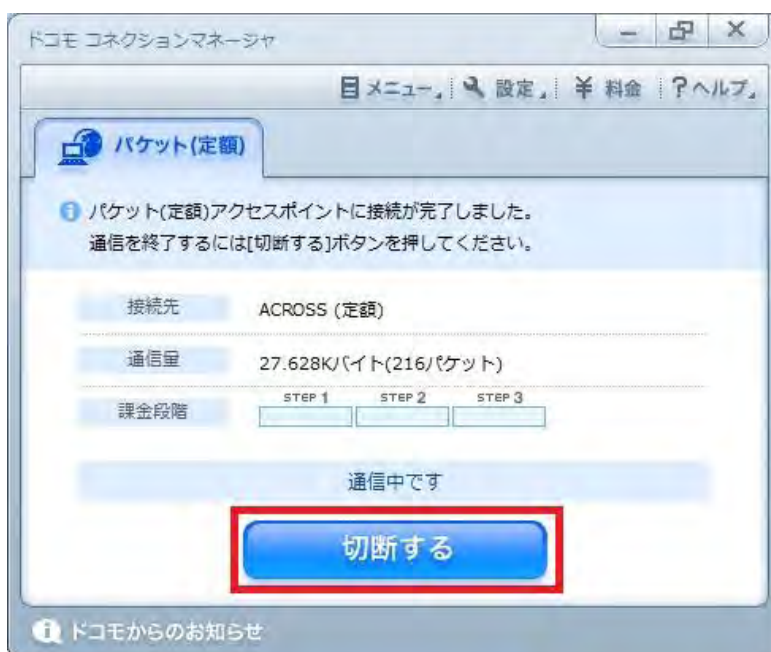 ドコモ コネクションマネージャ
メニュー 設定 ¥ 料金 ? ヘルプ
パケット(定額)
パケット(定額)アクセスポイントに接続が完了しました。
通信を終了するには[切断する]ボタンを押してください。
接続先 ACROSS (定額)
通信量 27.628Kバイト(216パケット)
課金段階 STEP 1 STEP 2 STEP 3
通信中です
切断する
ドコモからのお知らせ